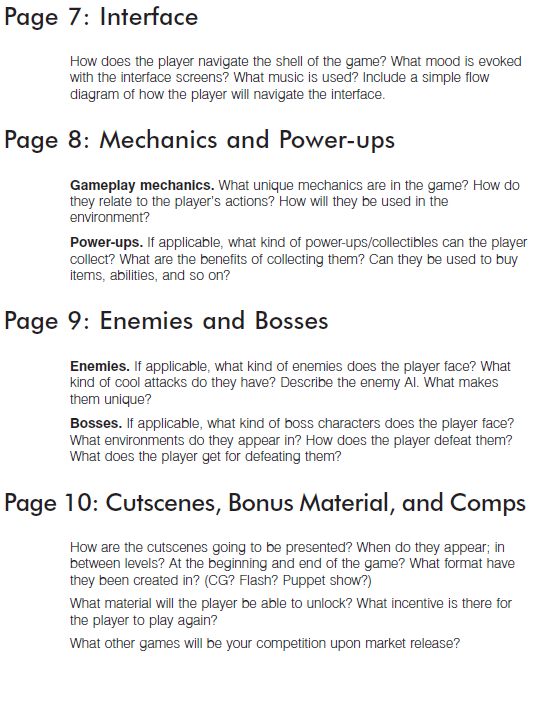 Page 7: Interface
How does the player navigate the shell of the game? What mood is evoked
with the interface screens? What music is used? Include a simple flow
diagram of how the player will navigate the interface.
Page 8: Mechanics and Power-ups
Gameplay mechanics. What unique mechanics are in the game? How do
they relate to the player's actions? How will they be used in the
environment?
Power-ups. If applicable, what kind of power-ups/collectibles can the player
collect? What are the benefits of collecting them? Can they be used to buy
items, abilities, and so on?
Page 9: Enemies and Bosses
Enemies. If applicable, what kind of enemies does the player face? What
kind of cool attacks do they have? Describe the enemy AI. What makes
them unique?
Bosses. If applicable, what kind of boss characters does the player face?
What environments do they appear in? How does the player defeat them?
What does the player get for defeating them?
Page 10: Cutscenes, Bonus Material, and Comps
How are the cutscenes going to be presented? When do they appear; in
between levels? At the beginning and end of the game? What format have
they been created in? (CG? Flash? Puppet show?)
What material will the player be able to unlock? What incentive is there for
the player to play again?
What other games will be your competition upon market release?